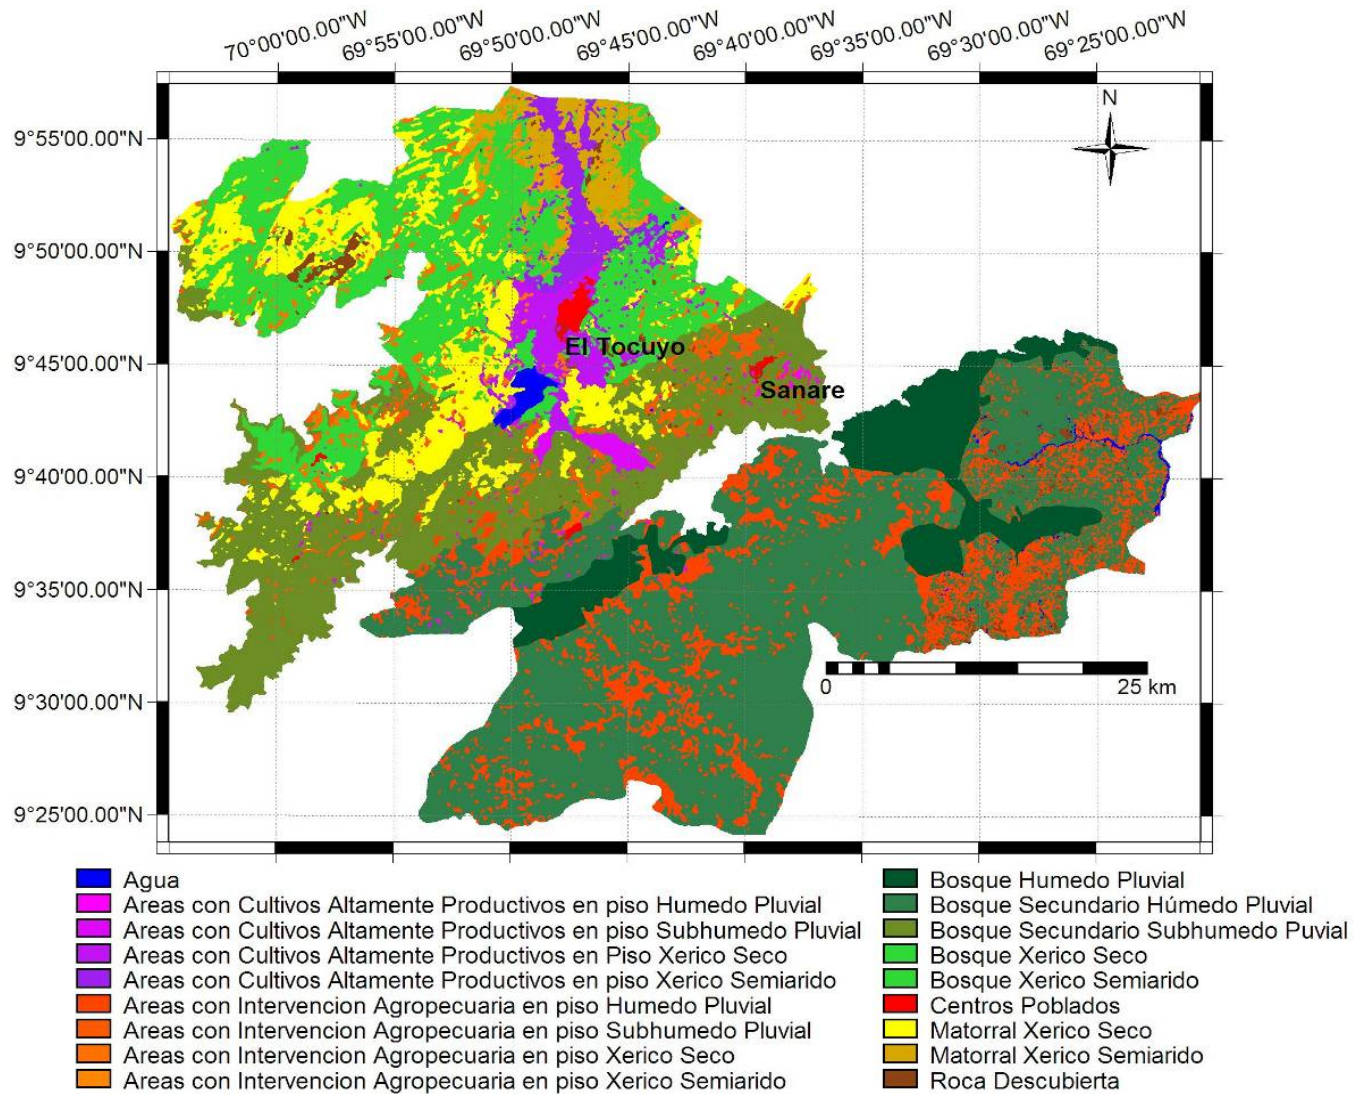 70°00'00.00"W 69°55'00.00"W 69°50'00.00"W 69°45'00.00"W 69°40'00.00"W 69°35'00.00"W 69°30'00.00"W 69°25'00.00"W
N
9°55'00.00"N
9°50'00.00"N
9°45'00.00"N
9°40'00.00"N
9°35'00.00"N
9°30'00.00"N
9°25'00.00"N
El Tocuyo
Sanare
0 25 km
Agua
Areas con Cultivos Altamente Productivos en piso Humedo Pluvial
Areas con Cultivos Altamente Productivos en piso Subhumedo Pluvial
Areas con Cultivos Altamente Productivos en Piso Xerico Seco
Areas con Cultivos Altamente Productivos en piso Xerico Semiarido
Areas con Intervencion Agropecuaria en piso Humedo Pluvial
Areas con Intervencion Agropecuaria en piso Subhumedo Pluvial
Areas con Intervencion Agropecuaria en piso Xerico Seco
Areas con Intervencion Agropecuaria en piso Xerico Semiarido
Bosque Humedo Pluvial
Bosque Secundario Húmedo Pluvial
Bosque Secundario Subhumedo Puvial
Bosque Xerico Seco
Bosque Xerico Semiarido
Centros Poblados
Matorral Xerico Seco
Matorral Xerico Semiarido
Roca Descubierta